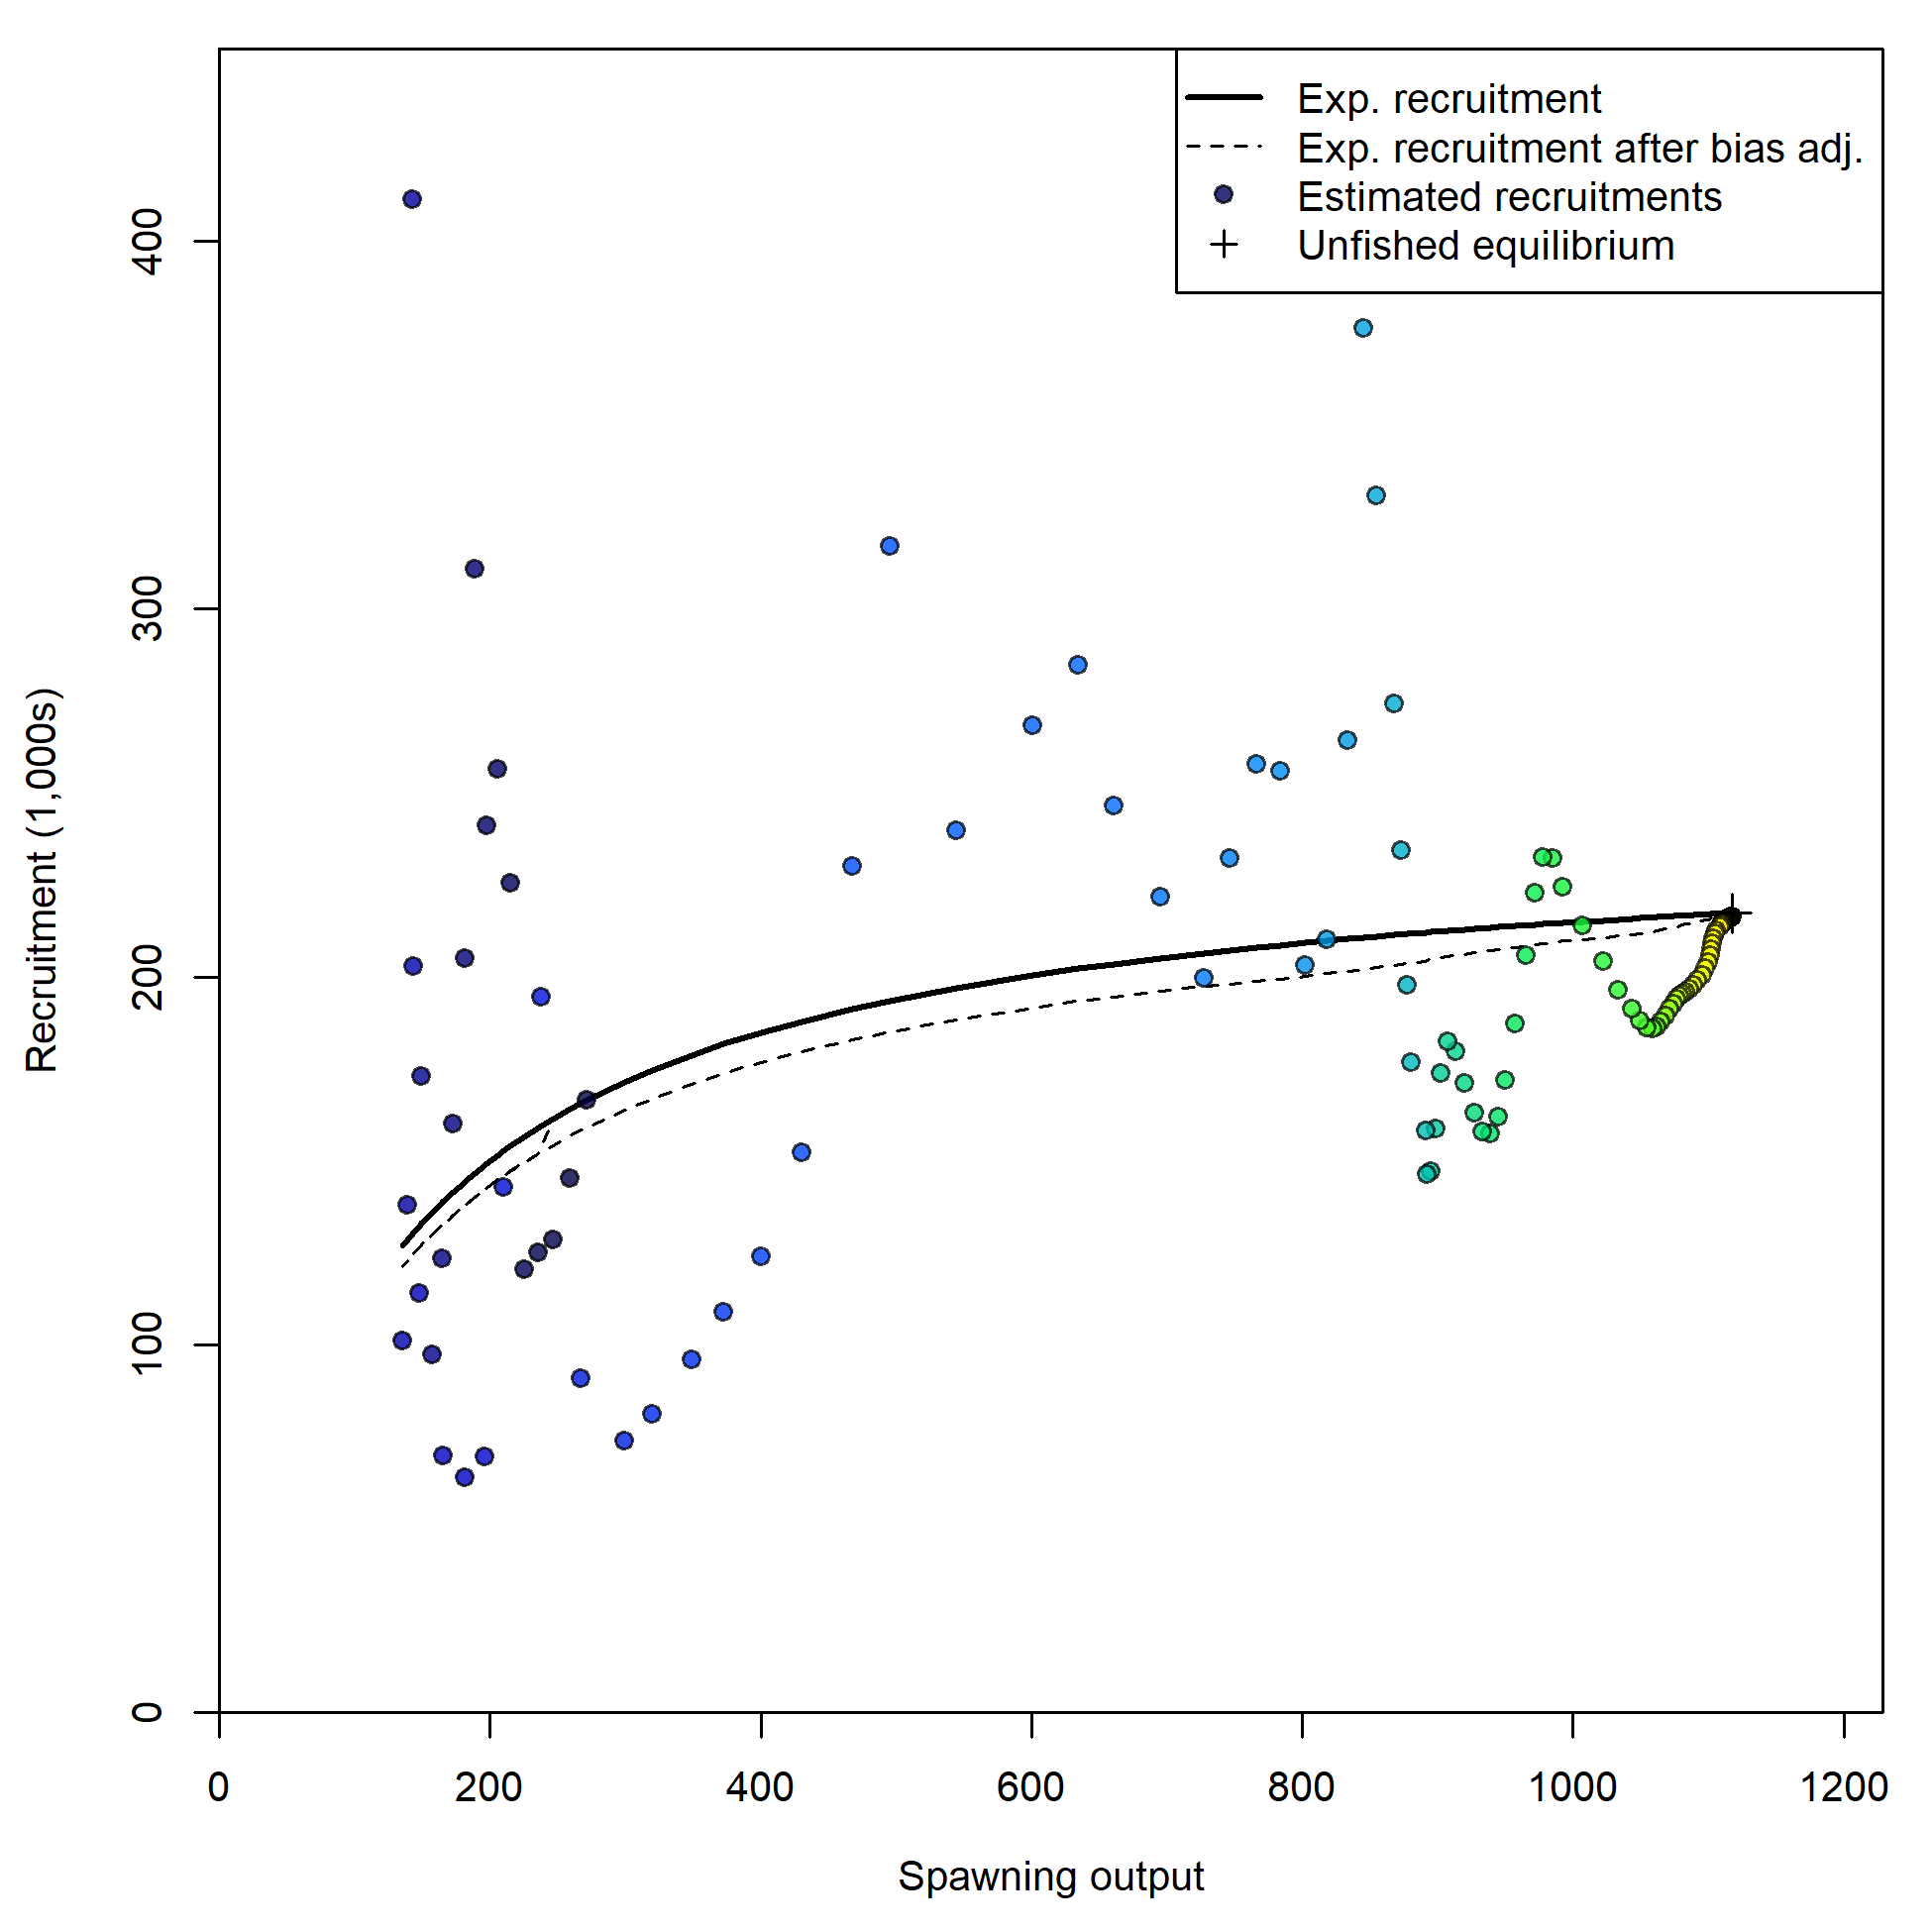 Exp. recruitment
Exp. recruitment after bias adj.
Estimated recruitments
Unfished equilibrium
Recruitment (1,000s)
400
300
200
100
0
0 200 400 600 800 1000 1200
Spawning output